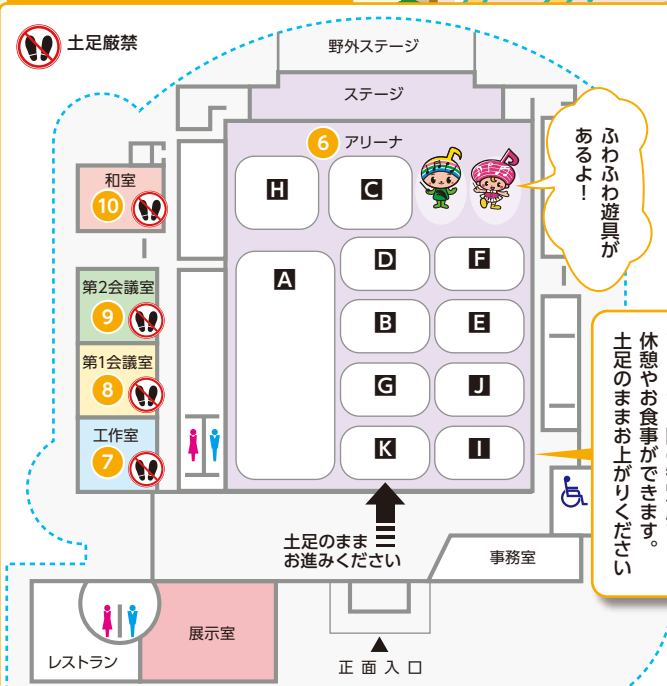 土足厳禁
野外ステージ
ステージ
6 アリーナ
ふわふわ遊具が
あるよ！
和室
10
H
C
A
D
F
第2会議室
9
B
E
第1会議室
8
G
J
工作室
7
K
I
休憩やお食事ができます。
土足のままお上がりください
土足のまま
お進みください
事務室
展示室
レストラン
正面入口